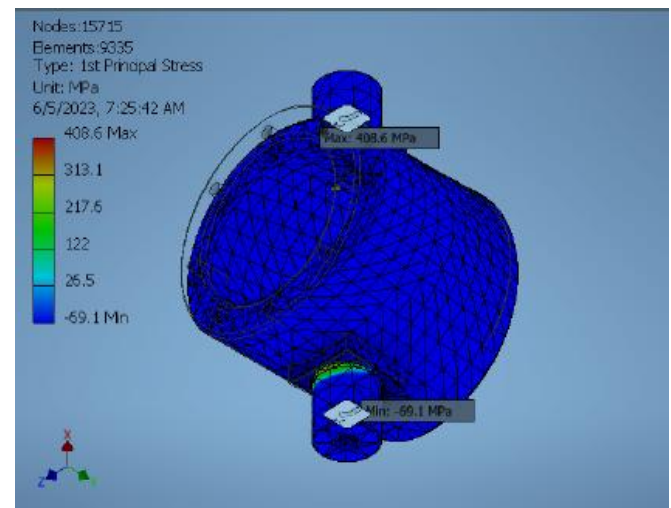 Nodes:15715
Elements:9335
Type: 1st Principal Stress
Unit: MPa
6/5/2023, 7:25:42 AM
408.6 Max
Max: 408.6 MPa
313.1
217.6
122
26.5
-69.1 Min
Min: -69.1 MPa
X
Z
Y